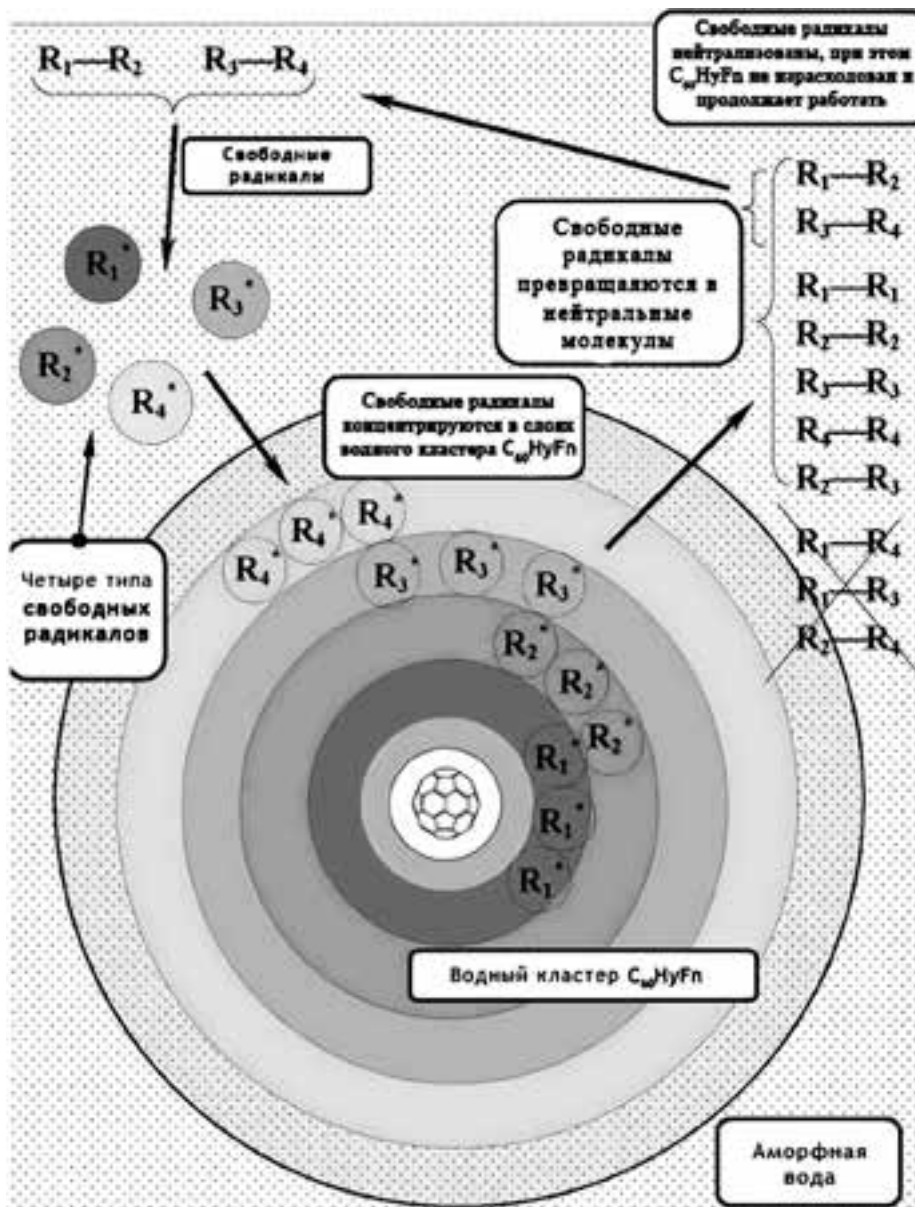 R₁—R₂ R₃—R₄
Свободные радикалы
нейтрализованы, при этом
C₆₀HyFn не израсходован и
продолжает работать
Свободные
радикалы
R₁*
R₃*
R₂*
R₄*
Свободные
радикалы
превращаются в
нейтральные
молекулы
R₁—R₂
R₃—R₄
R₁—R₁
R₂—R₂
R₃—R₃
R₄—R₄
R₂—R₃
R₁—R₄
R₁—R₃
R₂—R₄
Свободные радикалы
концентрируются в слоях
водного кластера C₆₀HyFn
Четыре типа
свободных
радикалов
R₄* R₄* R₄*
R₃* R₃* R₃*
R₂*
R₂*
R₂*
R₁*
R₁*
R₁*
Водный кластер C₆₀HyFn
Аморфная
вода